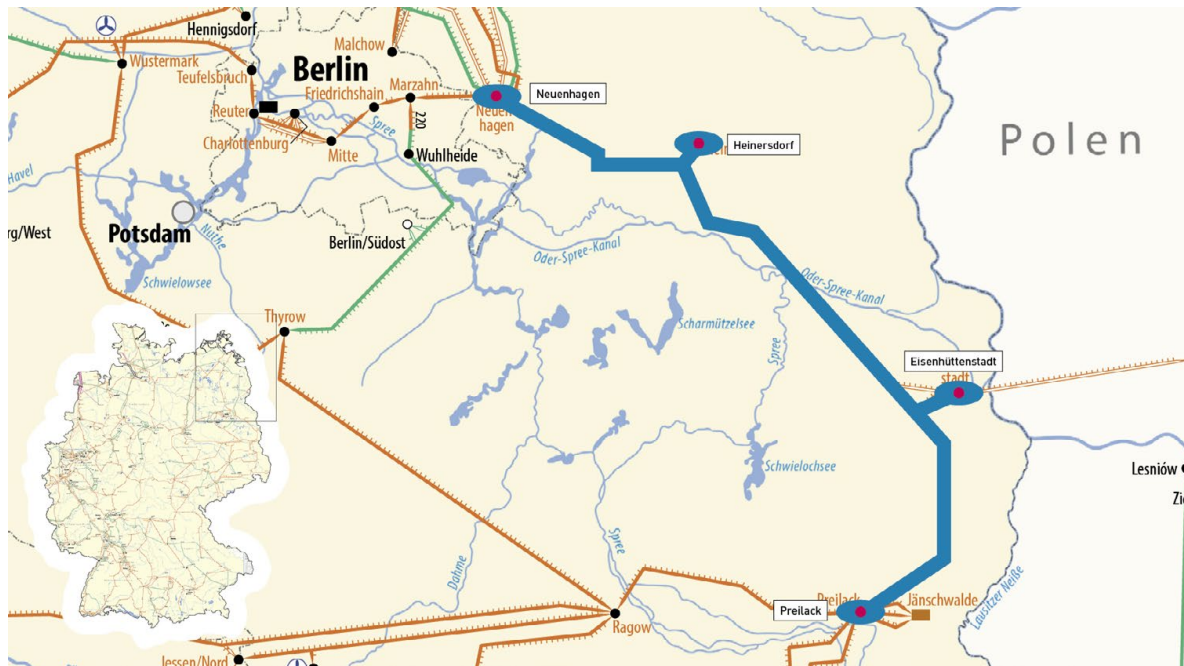 Hennigsdorf
Malchow
Wustermark
Berlin
Teufelsbruch
Friedrichshain
Marzahn
Neuenhagen
Neuen
hagen
Reuter
220
Spree
Charlottenburg
Mitte
Wuhlheide
Heinersdorf
Polen
Havel
Potsdam
rg/West
Nuthe
Berlin/Südost
Oder-Spree-Kanal
Schwielowsee
Oder-Spree-Kanal
Thyrow
Scharmützelsee
Spree
Eisenhüttenstadt
stadt
Schwielochsee
Lesniów
Zi
Spree
Dahme
Preilack
Preilack
Jänschwalde
Lausitzer Neiße
Ragow
Jessen/Nord